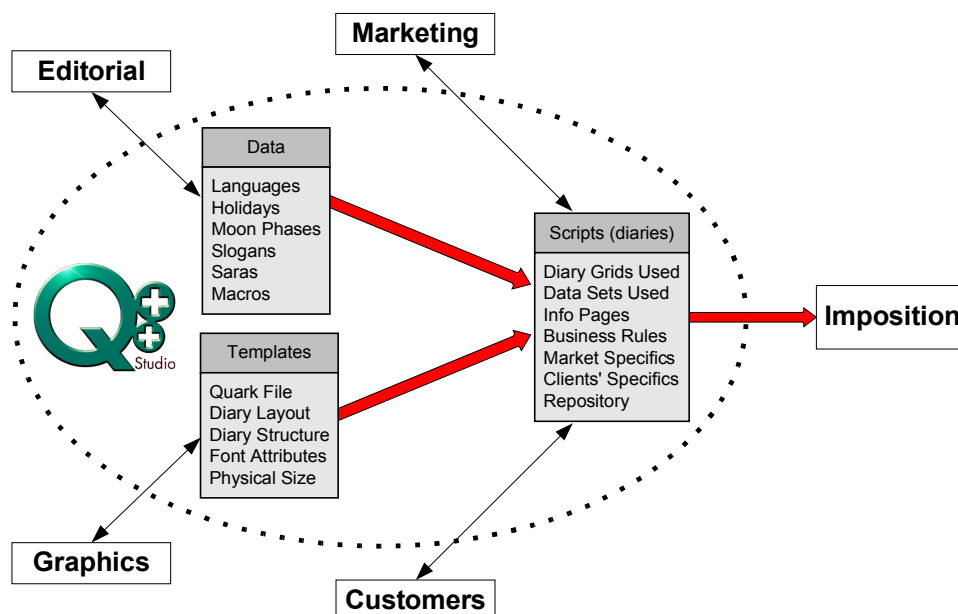 Marketing
Editorial
Data
Languages
Holidays
Moon Phases
Slogans
Saras
Macros
Scripts (diaries)
Diary Grids Used
Data Sets Used
Info Pages
Business Rules
Market Specifics
Clients' Specifics
Repository
Imposition
Q++
Studio
Templates
Quark File
Diary Layout
Diary Structure
Font Attributes
Physical Size
Graphics
Customers